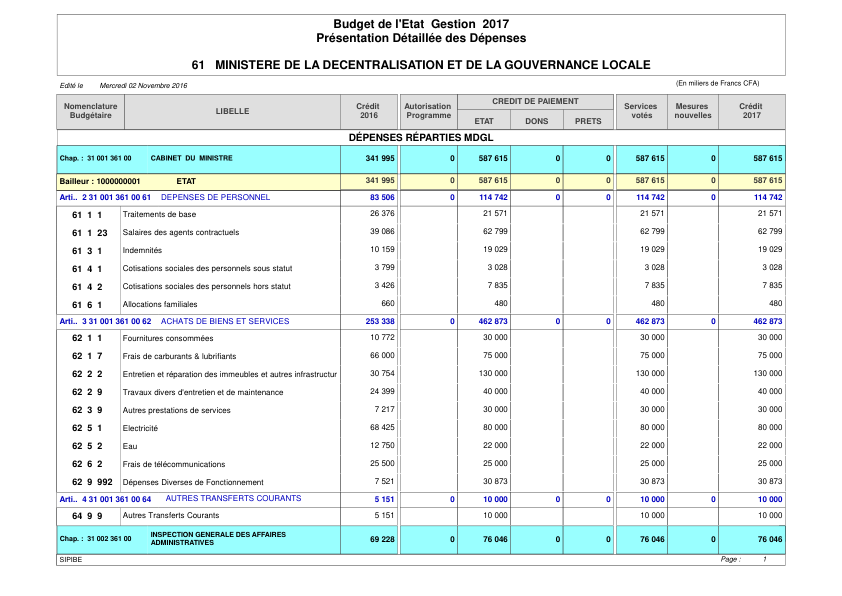 Budget de l'Etat Gestion 2017
Présentation Détaillée des Dépenses
61 MINISTERE DE LA DECENTRALISATION ET DE LA GOUVERNANCE LOCALE
Edité le Mercredi 02 Novembre 2016 (En miliers de Francs CFA)
Nomenclature Budgétaire LIBELLE Crédit 2016 Autorisation Programme CREDIT DE PAIEMENT ETAT DONS PRETS Services votés Mesures nouvelles Crédit 2017
DÉPENSES RÉPARTIES MDGL
Chap. : 31 001 361 00 CABINET DU MINISTRE 341 995 0 587 615 0 0 587 615 0 587 615
Bailleur : 1000000001 ETAT 341 995 0 587 615 0 0 587 615 0 587 615
Arti.. 2 31 001 361 00 61 DEPENSES DE PERSONNEL 83 506 0 114 742 0 0 114 742 0 114 742
61 1 1 Traitements de base 26 376 21 571 21 571 21 571
61 1 23 Salaires des agents contractuels 39 086 62 799 62 799 62 799
61 3 1 Indemnités 10 159 19 029 19 029 19 029
61 4 1 Cotisations sociales des personnels sous statut 3 799 3 028 3 028 3 028
61 4 2 Cotisations sociales des personnels hors statut 3 426 7 835 7 835 7 835
61 6 1 Allocations familiales 660 480 480 480
Arti.. 3 31 001 361 00 62 ACHATS DE BIENS ET SERVICES 253 338 0 462 873 0 0 462 873 0 462 873
62 1 1 Fournitures consommées 10 772 30 000 30 000 30 000
62 1 7 Frais de carburants & lubrifiants 66 000 75 000 75 000 75 000
62 2 2 Entretien et réparation des immeubles et autres infrastructur 30 754 130 000 130 000 130 000
62 2 9 Travaux divers d'entretien et de maintenance 24 399 40 000 40 000 40 000
62 3 9 Autres prestations de services 7 217 30 000 30 000 30 000
62 5 1 Electricité 68 425 80 000 80 000 80 000
62 5 2 Eau 12 750 22 000 22 000 22 000
62 6 2 Frais de télécommunications 25 500 25 000 25 000 25 000
62 9 992 Dépenses Diverses de Fonctionnement 7 521 30 873 30 873 30 873
Arti.. 4 31 001 361 00 64 AUTRES TRANSFERTS COURANTS 5 151 0 10 000 0 0 10 000 0 10 000
64 9 9 Autres Transferts Courants 5 151 10 000 10 000 10 000
Chap. : 31 002 361 00 INSPECTION GENERALE DES AFFAIRES ADMINISTRATIVES 69 228 0 76 046 0 0 76 046 0 76 046
SIPIBE Page : 1